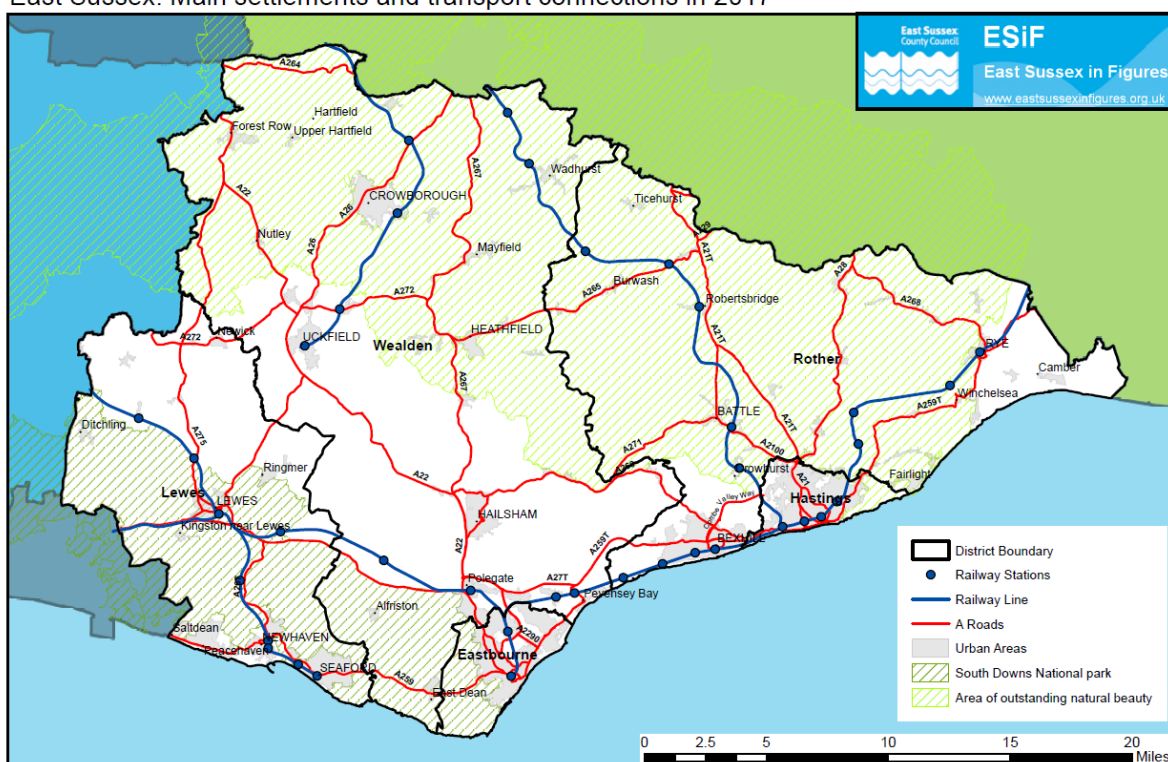 East Sussex: Main settlements and transport connections in 2017
East Sussex
County Council
ESiF
East Sussex in Figures
www.eastsussexinfigures.org.uk
A264
Hartfield
Forest Row
Upper Hartfield
Wadhurst
A267
A22
CROWBOROUGH
A26
Ticehurst
Nutley
A26
A21T
Mayfield
A28
Burwash
A265
A272
A268
Robertsbridge
Newick
A272
UCKFIELD
HEATHFIELD
A21T
Wealden
Rother
RYE
Camber
A267
Winchelsea
A259T
BATTLE
Ditchling
A275
A21T
A271
A2100
Ringmer
A22
Crowhurst
Fairlight
A21
Lewes
LEWES
Valley Way
Hastings
HAILSHAM
Kingston near Lewes
BEXHILL
A22
A259T
A27T
Polegate
Pevensey Bay
Alfriston
Saltdean
A2290
NEWHAVEN
Peacehaven
Eastbourne
SEAFORD
A259
East Dean
District Boundary
Railway Stations
Railway Line
A Roads
Urban Areas
South Downs National park
Area of outstanding natural beauty
0 2.5 5 10 15 20
Miles